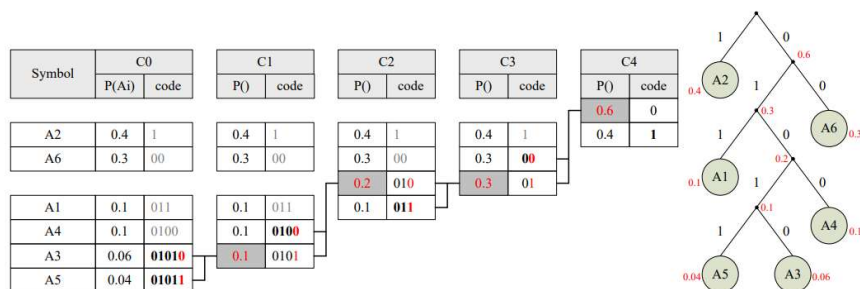 Symbol C0 C1 C2 C3 C4
P(Ai) code P() code P() code P() code P() code
A2 0.4 1 0.4 1 0.4 1 0.4 1 0.6 0
A6 0.3 00 0.3 00 0.3 00 0.3 00 0.4 1
A1 0.1 011 0.1 011 0.2 010 0.3 01
A4 0.1 0100 0.1 0100 0.1 011
A3 0.06 01010 0.1 0101
A5 0.04 01011
1 0
0.6
0.4 A2 1 0
0.3 A6 0.3
1 0
0.1 A1 0.2
1 0
0.1 A4 0.1
1 0
0.04 A5 A3 0.06